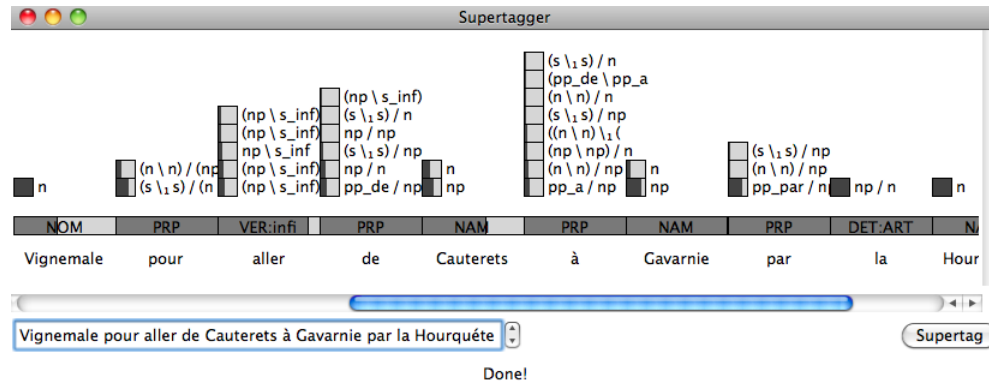 Supertagger
(s \₁ s) / n
(pp_de \ pp_a
(np \ s_inf) (n \ n) / n
(np \ s_inf) (s \₁ s) / n (s \₁ s) / np
(np \ s_inf) np / np ((n \ n) \₁ (
np \ s_inf (s \₁ s) / np (np \ np) / n (s \₁ s) / np
(n \ n) / (np (np \ s_inf) np / n n (n \ n) / np n (n \ n) / np
n (s \₁ s) / (n (np \ s_inf) pp_de / np np pp_a / np np pp_par / np np / n n
NOM PRP VER:infi PRP NAM PRP NAM PRP DET:ART NA
Vignemale pour aller de Cauterets à Gavarnie par la Hour
Vignemale pour aller de Cauterets à Gavarnie par la Hourquéte
Supertag
Done!